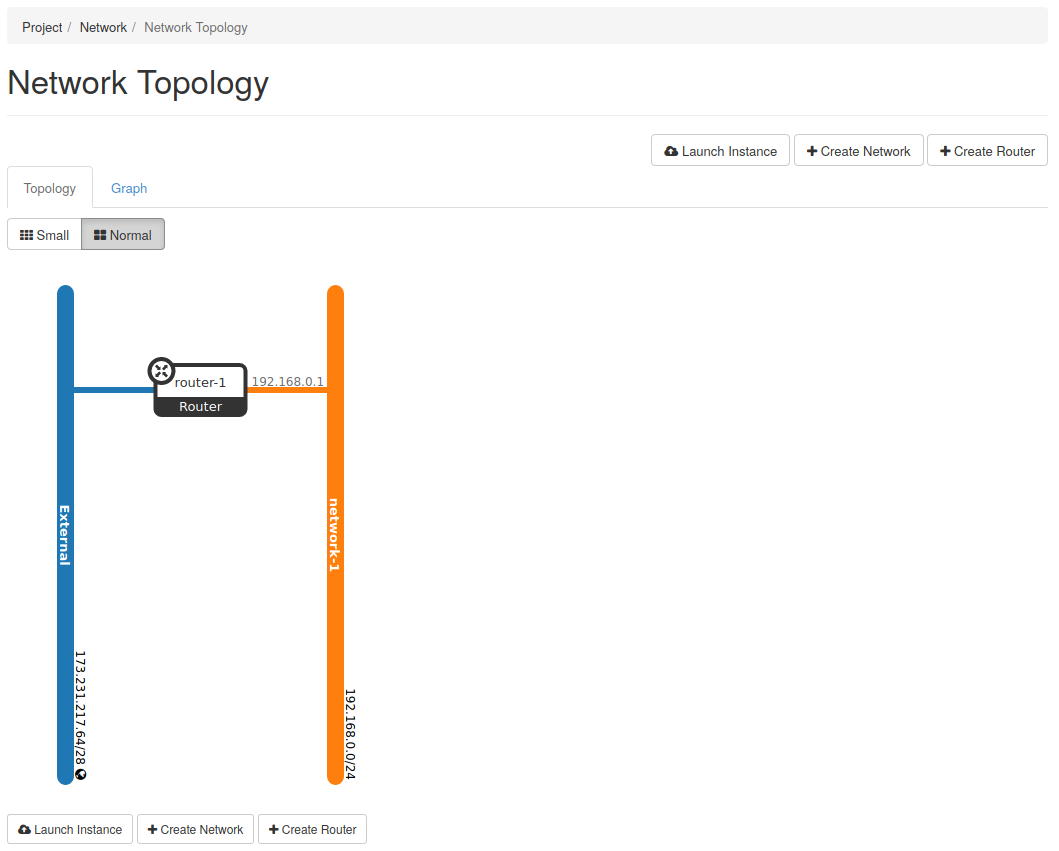 Project / Network / Network Topology
Network Topology
Launch Instance Create Network Create Router
Topology Graph
Small Normal
router-1 192.168.0.1
Router
External
network-1
173.231.217.64/28
192.168.0.0/24
Launch Instance Create Network Create Router